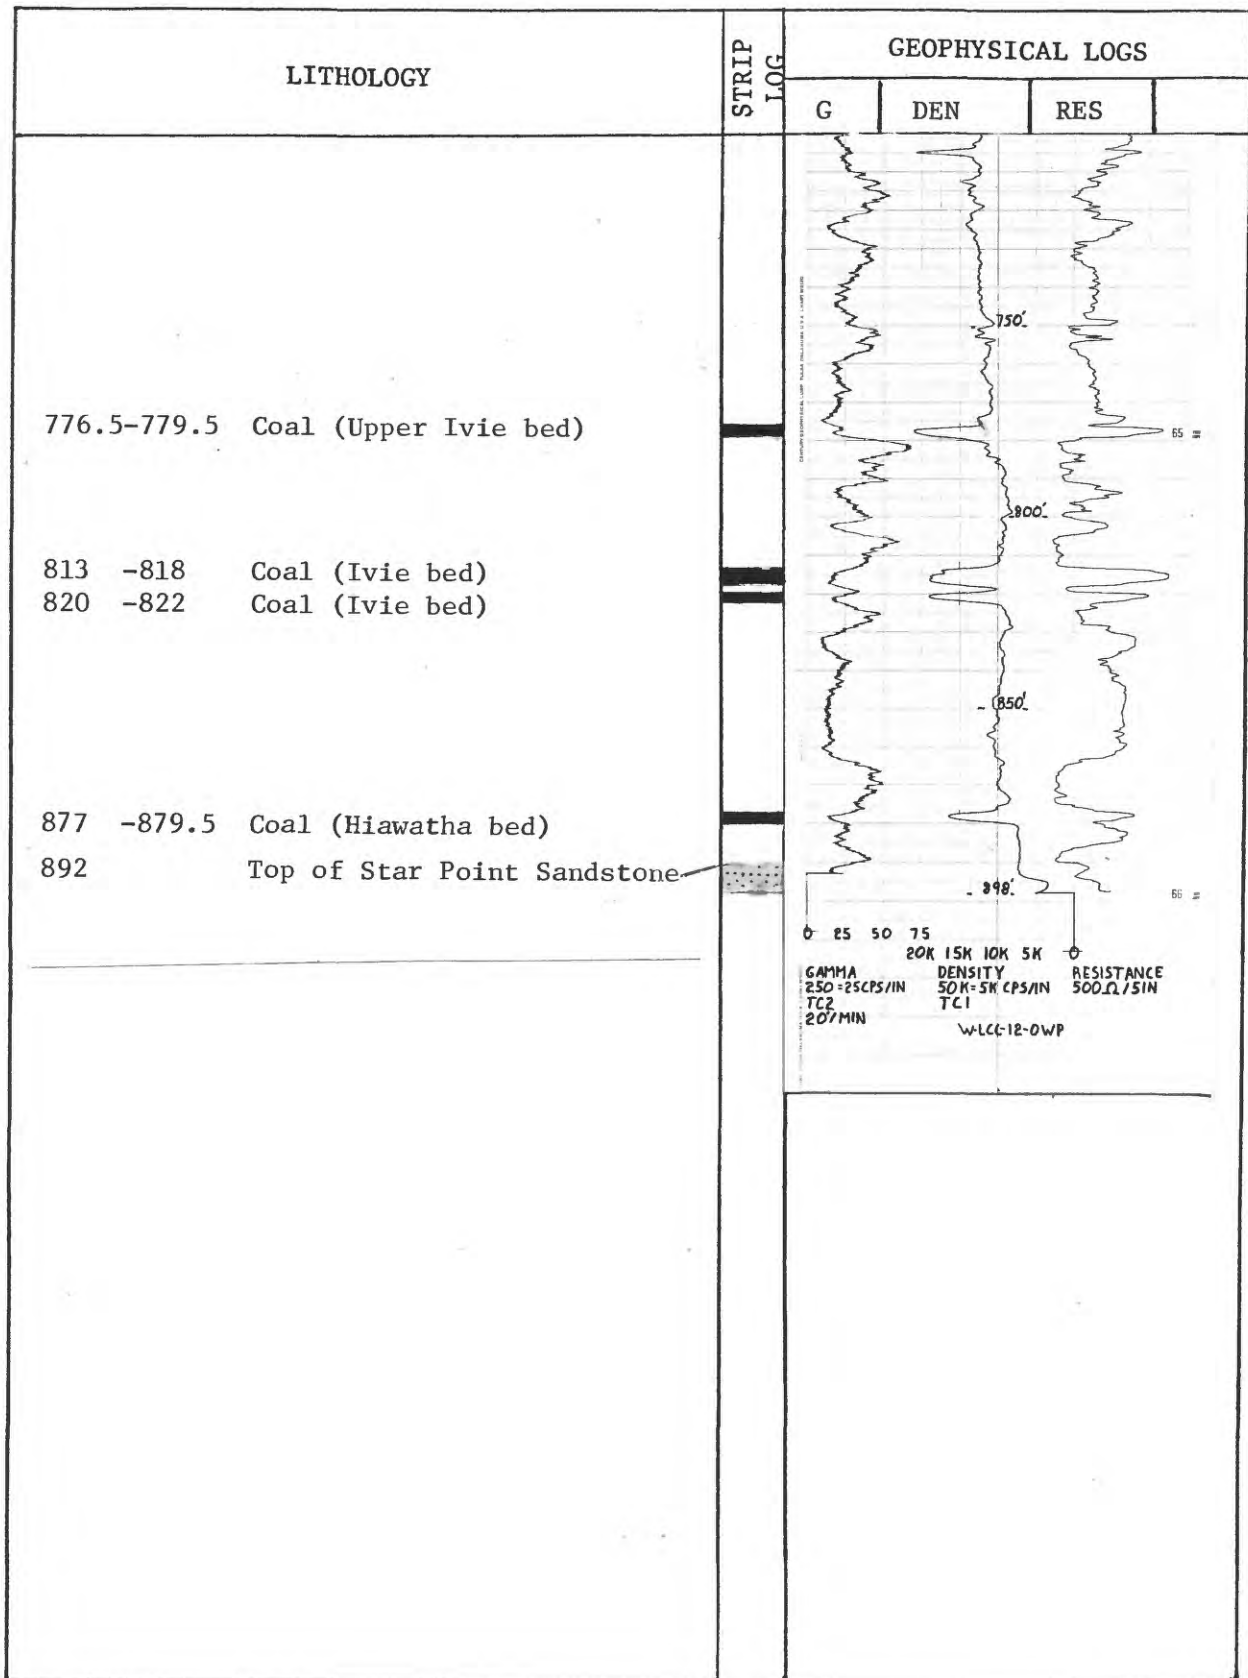 LITHOLOGY
STRIP LOG
GEOPHYSICAL LOGS
G DEN RES
750'
776.5-779.5 Coal (Upper Ivie bed)
65
800'
813 -818 Coal (Ivie bed)
820 -822 Coal (Ivie bed)
850'
877 -879.5 Coal (Hiawatha bed)
892 Top of Star Point Sandstone
898'
66
0 25 50 75
20K 15K 10K 5K 0
GAMMA DENSITY RESISTANCE
250=25CPS/IN 50K=5K CPS/IN 500Ω/5IN
TC2 TC1
20'/MIN
W-LCC-12-OWP